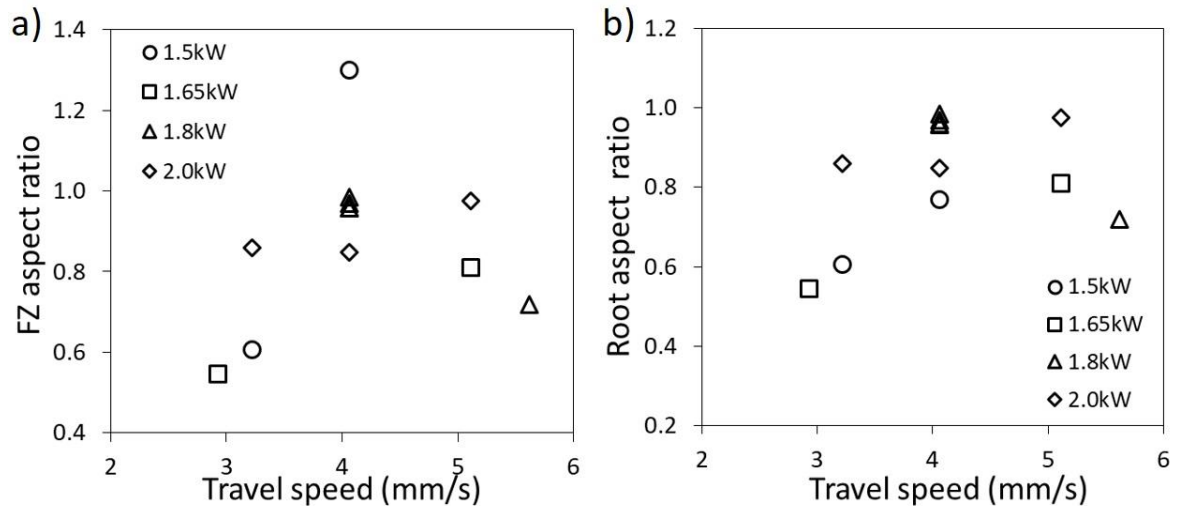 a)
FZ aspect ratio
1.4
1.2
1.0
0.8
0.6
0.4
1.5kW
1.65kW
1.8kW
2.0kW
2
3
4
5
6
Travel speed (mm/s)
b)
Root aspect ratio
1.2
1.0
0.8
0.6
0.4
0.2
1.5kW
1.65kW
1.8kW
2.0kW
2
3
4
5
6
Travel speed (mm/s)